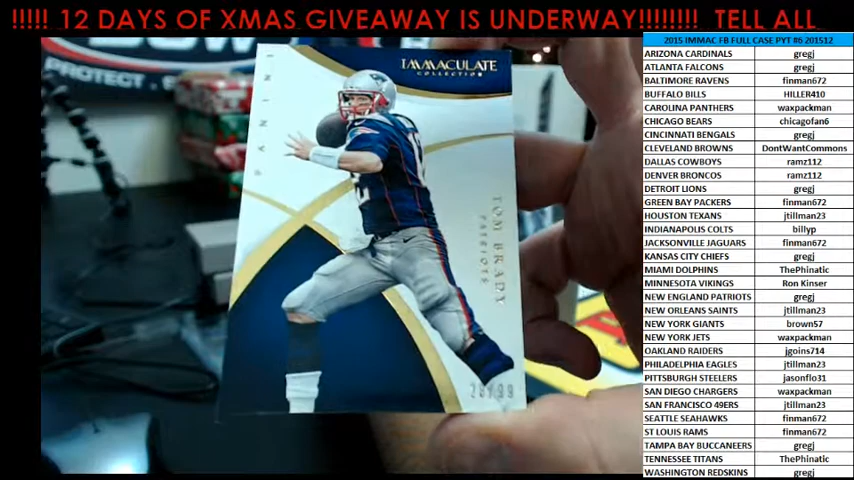 !!!!! 12 DAYS OF XMAS GIVEAWAY IS UNDERWAY!!!!!!!! TELL ALL
2015 IMMAC FB FULL CASE PYT #6 201512
ARIZONA CARDINALS gregj
ATLANTA FALCONS gregj
BALTIMORE RAVENS finman672
BUFFALO BILLS HILLER410
CAROLINA PANTHERS waxpackman
CHICAGO BEARS chicagofan6
CINCINNATI BENGALS gregj
CLEVELAND BROWNS DontWantCommons
DALLAS COWBOYS ramz112
DENVER BRONCOS ramz112
DETROIT LIONS gregj
GREEN BAY PACKERS finman672
HOUSTON TEXANS jtillman23
INDIANAPOLIS COLTS billyp
JACKSONVILLE JAGUARS finman672
KANSAS CITY CHIEFS gregj
MIAMI DOLPHINS ThePhinatic
MINNESOTA VIKINGS Ron Kinser
NEW ENGLAND PATRIOTS gregj
NEW ORLEANS SAINTS jtillman23
NEW YORK GIANTS brown57
NEW YORK JETS waxpackman
OAKLAND RAIDERS jgoins714
PHILADELPHIA EAGLES jtillman23
PITTSBURGH STEELERS jasonflo31
SAN DIEGO CHARGERS waxpackman
SAN FRANCISCO 49ERS jtillman23
SEATTLE SEAHAWKS finman672
ST LOUIS RAMS finman672
TAMPA BAY BUCCANEERS gregj
TENNESSEE TITANS ThePhinatic
WASHINGTON REDSKINS gregj
PROTECT
IMMACULATE
COLLECTION
PANINI
TOM BRADY
PATRIOTS